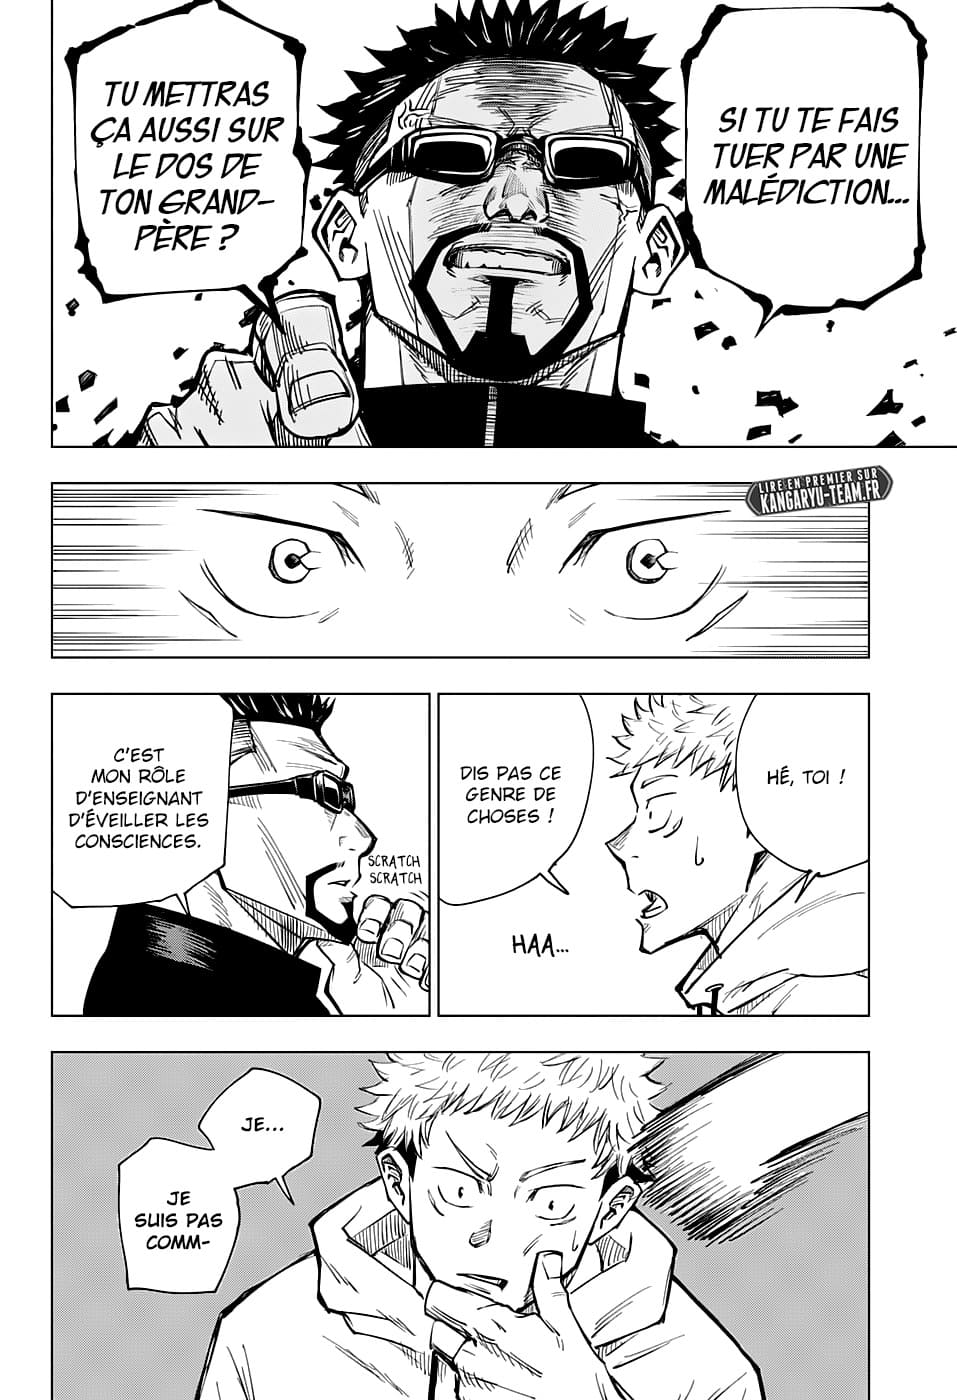 SI TU TE FAIS
TUER PAR UNE
MALÉDICTION...
TU METTRAS
ÇA AUSSI SUR
LE DOS DE
TON GRAND-
PÈRE ?
LIRE EN PREMIER SUR
KANGARYU-TEAM.FR
HÉ, TOI !
DIS PAS CE
GENRE DE
CHOSES !
HAA...
C'EST
MON RÔLE
D'ENSEIGNANT
D'ÉVEILLER LES
CONSCIENCES.
SCRATCH
SCRATCH
JE...
JE
SUIS PAS
COMM-